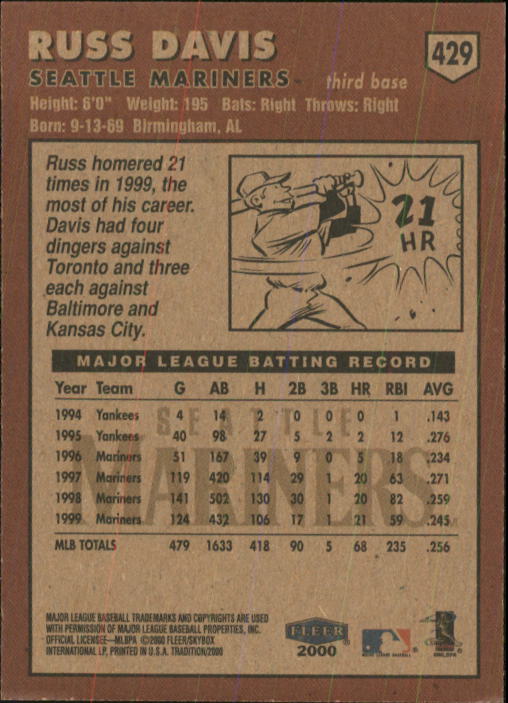 RUSS DAVIS
429
SEATTLE MARINERS third base
Height: 6'0" Weight: 195 Bats: Right Throws: Right
Born: 9-13-69 Birmingham, AL
Russ homered 21
times in 1999, the
most of his career.
Davis had four
dingers against
Toronto and three
each against
Baltimore and
Kansas City.
21
HR
MAJOR LEAGUE BATTING RECORD
Year Team G AB H 2B 3B HR RBI AVG
1994 Yankees 4 14 2 0 0 0 1 .143
1995 Yankees 40 98 27 5 2 2 12 .276
1996 Mariners 51 167 39 9 0 5 18 .234
1997 Mariners 119 420 114 29 1 20 63 .271
1998 Mariners 141 502 130 30 1 20 82 .259
1999 Mariners 124 432 106 17 1 21 59 .245
MLB TOTALS 479 1633 418 90 5 68 235 .256
SEATTLE
MARINERS
MAJOR LEAGUE BASEBALL TRADEMARKS AND COPYRIGHTS ARE USED
WITH PERMISSION OF MAJOR LEAGUE BASEBALL PROPERTIES, INC.
OFFICIAL LICENSEE—MLBPA ©2000 FLEER/SKYBOX
INTERNATIONAL LP, PRINTED IN U.S.A. TRADITION/2000
FLEER
2000